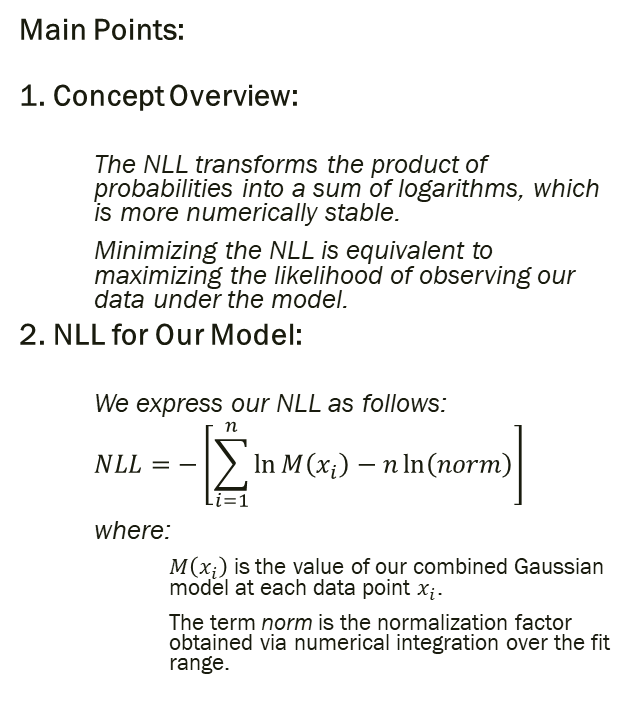 Main Points:
1. Concept Overview:
The NLL transforms the product of
probabilities into a sum of logarithms, which
is more numerically stable.
Minimizing the NLL is equivalent to
maximizing the likelihood of observing our
data under the model.
2. NLL for Our Model:
We express our NLL as follows:
NLL = −[∑_{i=1}^{n} ln M(x_i) − n ln(norm)]
where:
M(x_i) is the value of our combined Gaussian
model at each data point x_i.
The term norm is the normalization factor
obtained via numerical integration over the fit
range.